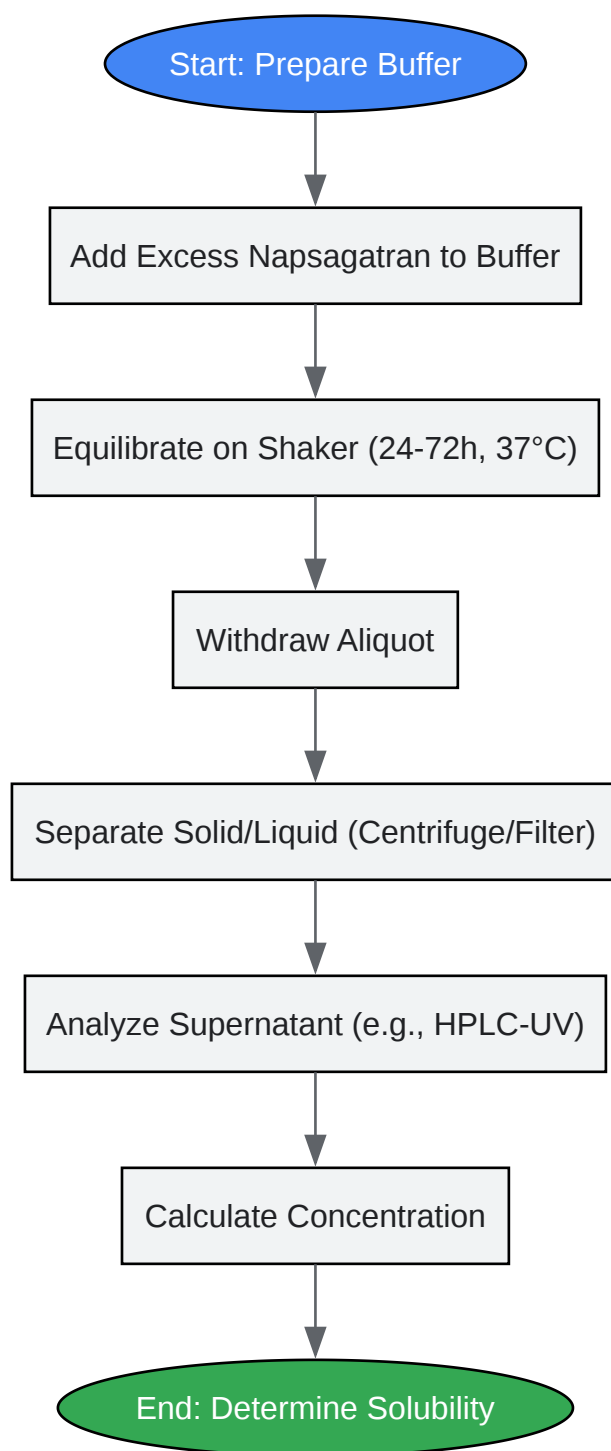 Start: Prepare Buffer
Add Excess Napsagatran to Buffer
Equilibrate on Shaker (24-72h, 37°C)
Withdraw Aliquot
Separate Solid/Liquid (Centrifuge/Filter)
Analyze Supernatant (e.g., HPLC-UV)
Calculate Concentration
End: Determine Solubility